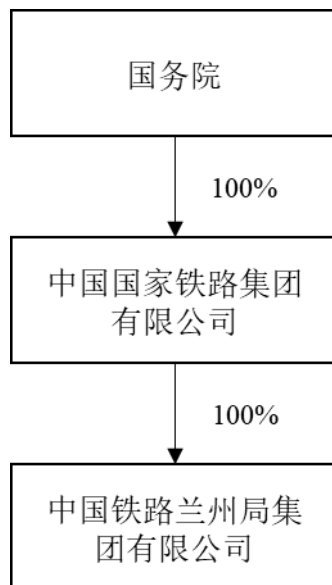 国务院
100%
中国国家铁路集团
有限公司
100%
中国铁路兰州局集
团有限公司